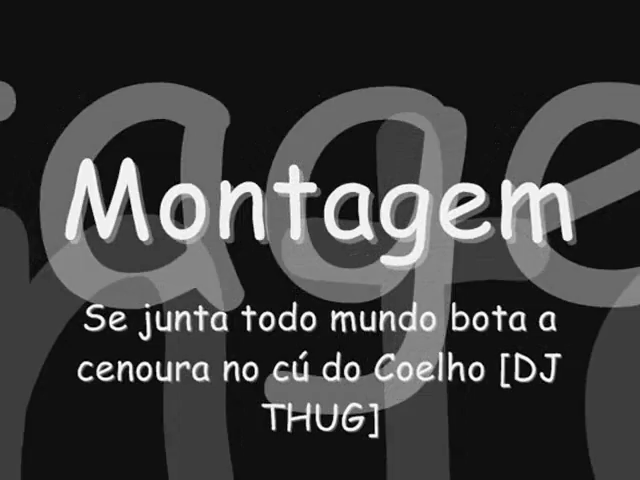 Montagem
Se junta todo mundo bota a
cenoura no cú do Coelho [DJ
THUG]